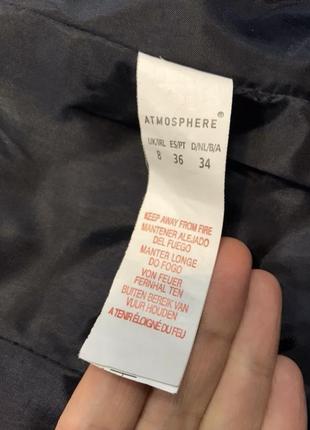 ATMOSPHERE®
UK/IRL ES/PT D/NL/B/A
8 36 34
KEEP AWAY FROM FIRE
MANTENER ALEJADO
DEL FUEGO
MANTER LONGE
DO FOGO
VON FEUER
FERNHALTEN
BUITEN BEREIK VAN
VUUR HOUDEN
A TENIR ÉLOIGNÉ DU FEU